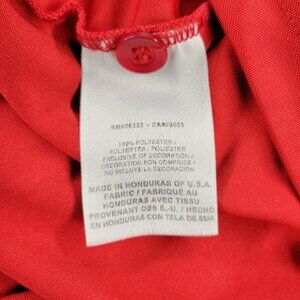 100% POLYESTER /
POLYESTER / POLYESTER
EXCLUSIVE OF DECORATION /
DECORATION NON COMPRISE /
NO INCLUYE LA DECORACIÓN
MADE IN HONDURAS OF U.S.A.
FABRIC / FABRIQUÉ AU
HONDURAS AVEC TISSU
PROVENANT DES É.-U. / HECHO
EN HONDURAS CON TELA DE EUA